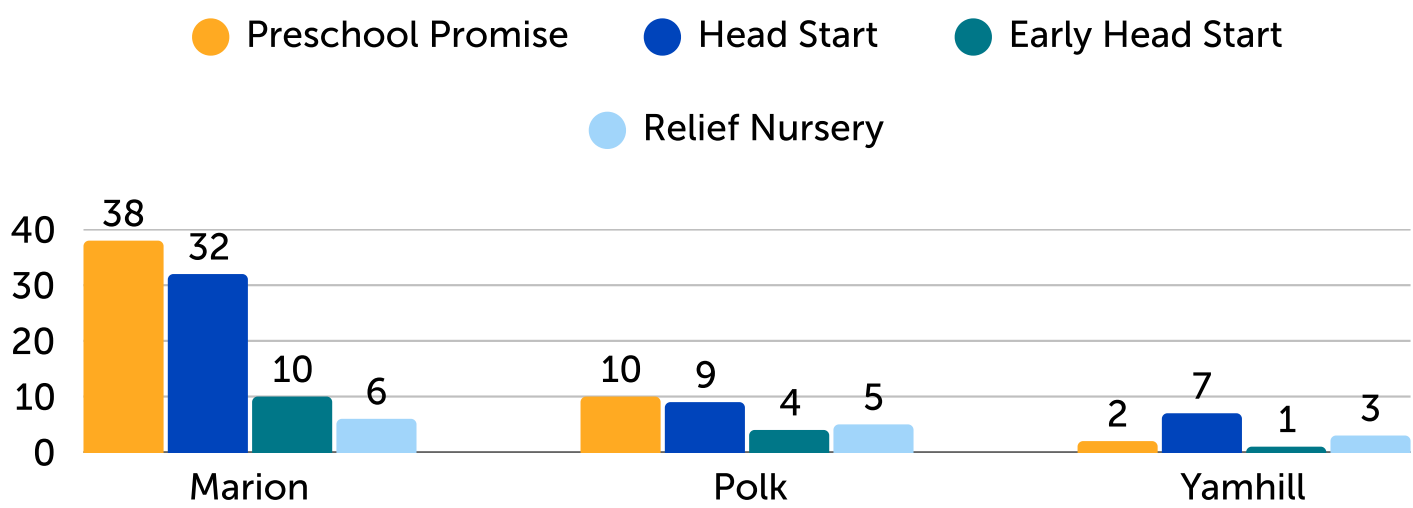 Preschool Promise Head Start Early Head Start
Relief Nursery
38
40
32
30
20
10 10 9 7
10 6 4 5 2 1 3
0
Marion Polk Yamhill